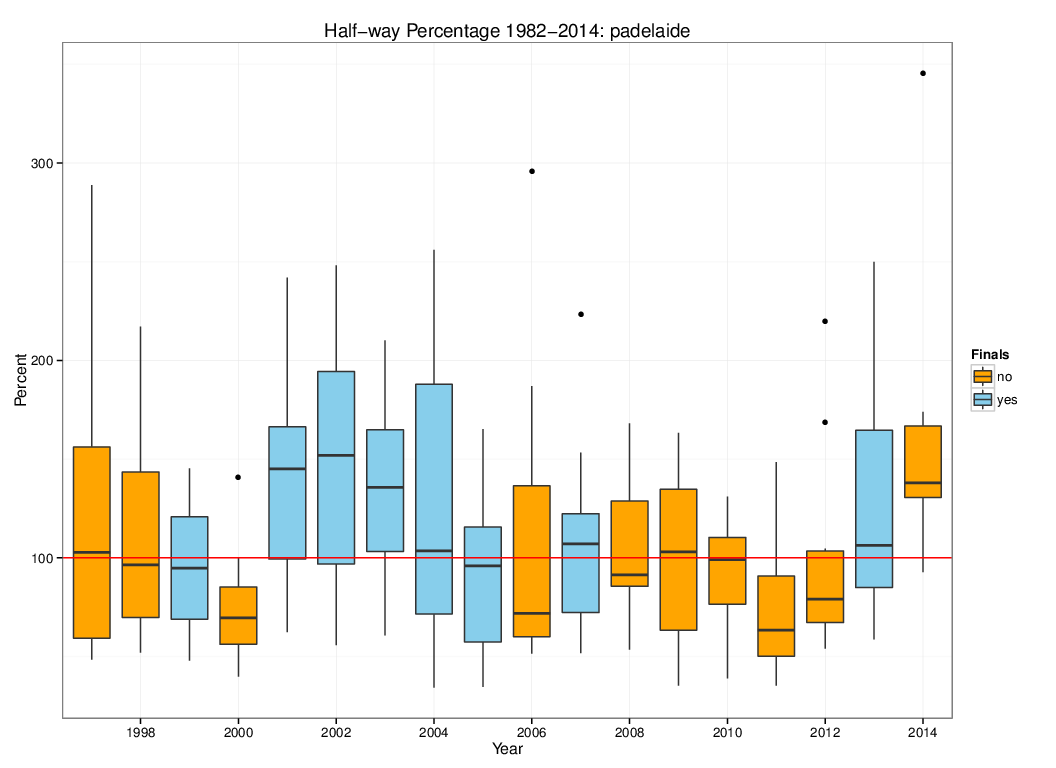 Half−way Percentage 1982−2014: padelaide
300
200
100
Percent
1998 2000 2002 2004 2006 2008 2010 2012 2014
Year
Finals
no
yes